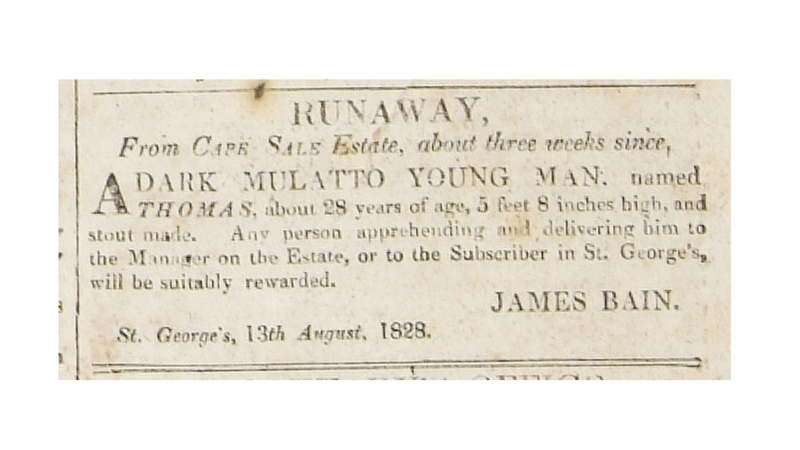 RUNAWAY,
From CAPE SALE Estate, about three weeks since,
A DARK MULATTO YOUNG MAN. named
THOMAS, about 28 years of age, 5 feet 8 inches high, and
stout made. Any person apprehending and delivering him to
the Manager on the Estate, or to the Subscriber in St. George's,
will be suitably rewarded.
JAMES BAIN.
St. George's, 13th August, 1828.